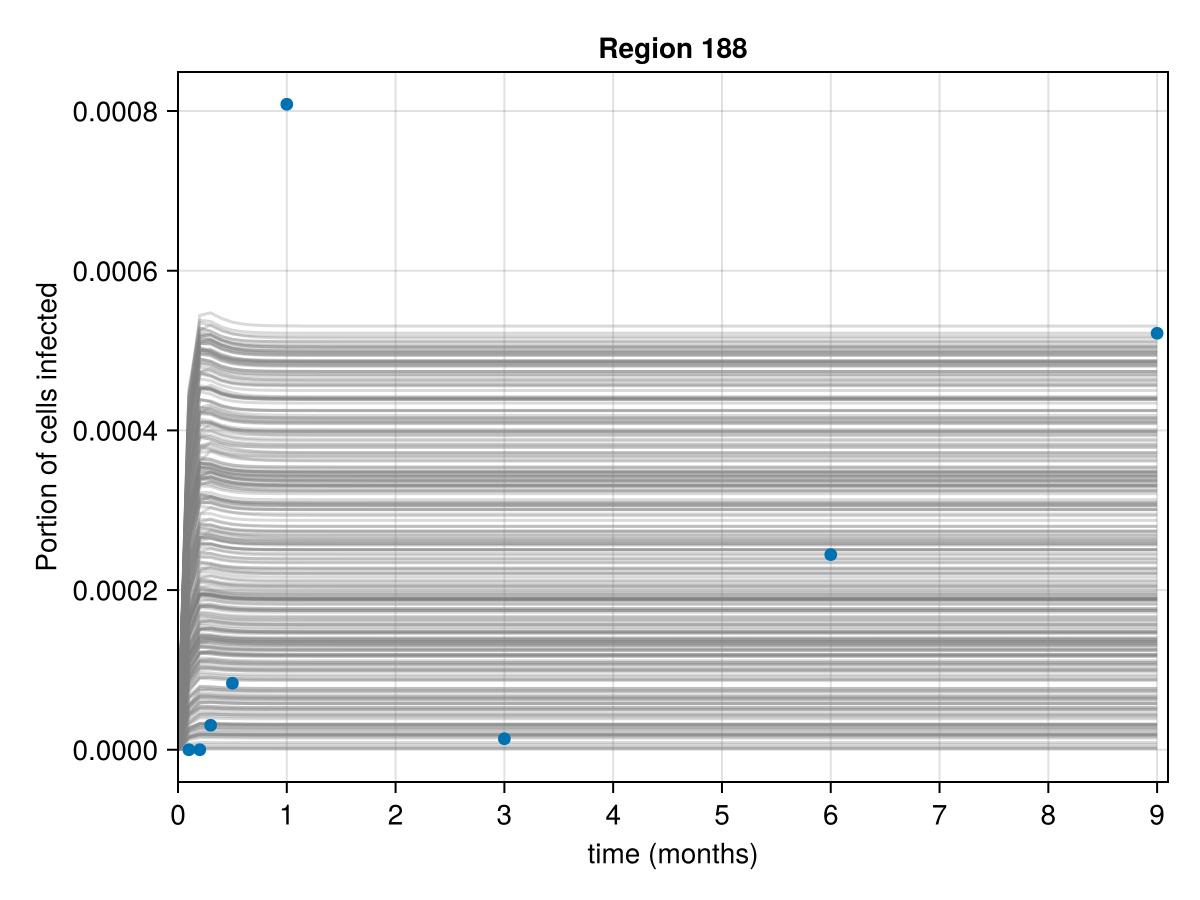 Region 188
Portion of cells infected
0.0008
0.0006
0.0004
0.0002
0.0000
0 1 2 3 4 5 6 7 8 9
time (months)